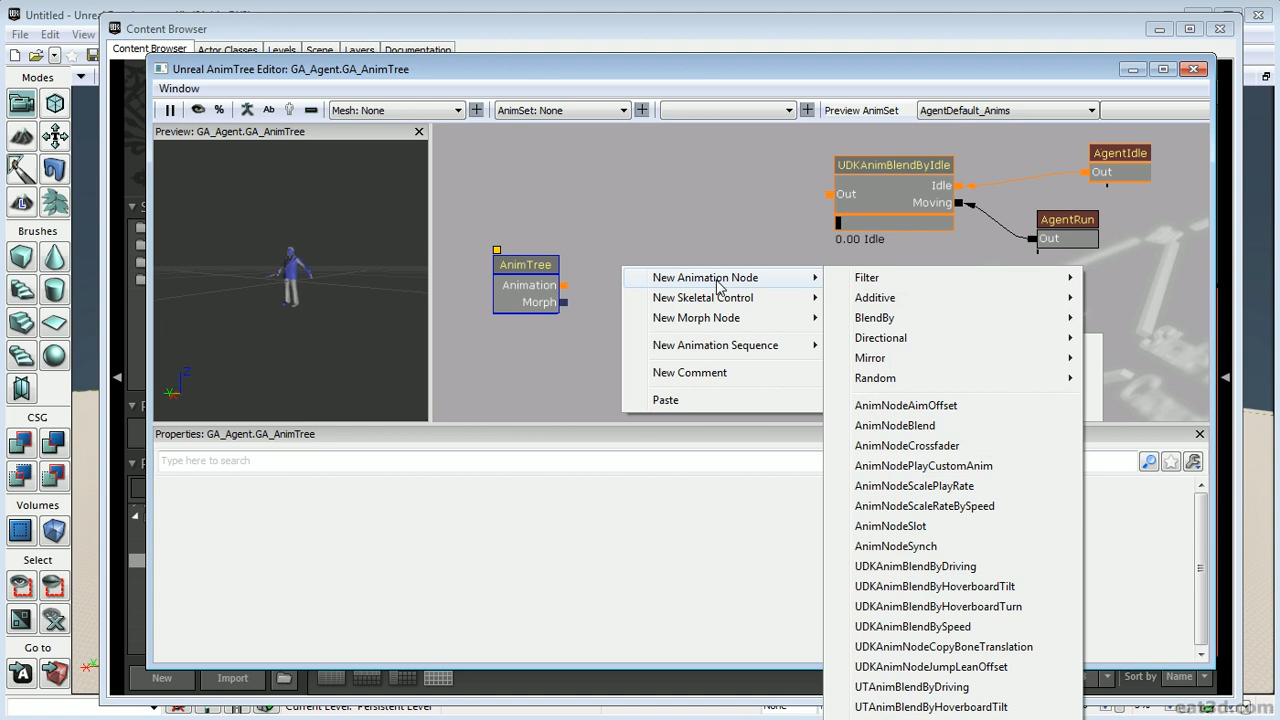 Untitled - Unreal
Content Browser
File Edit View
Content Browser Actor Classes Levels Scene Layers Documentation
Unreal AnimTree Editor: GA_Agent.GA_AnimTree
Modes
Window
Mesh: None
AnimSet: None
Preview AnimSet
AgentDefault_Anims
Preview: GA_Agent.GA_AnimTree
AgentIdle
Out
UDKAnimBlendByIdle
Idle
Out
Moving
0.00 Idle
AgentRun
Out
AnimTree
Animation
Morph
New Animation Node
New Skeletal Control
New Morph Node
New Animation Sequence
New Comment
Paste
Filter
Additive
BlendBy
Directional
Mirror
Random
AnimNodeAimOffset
AnimNodeBlend
AnimNodeCrossfader
AnimNodePlayCustomAnim
AnimNodeScalePlayRate
AnimNodeScaleRateBySpeed
AnimNodeSlot
AnimNodeSynch
UDKAnimBlendByDriving
UDKAnimBlendByHoverboardTilt
UDKAnimBlendByHoverboardTurn
UDKAnimBlendBySpeed
UDKAnimNodeCopyBoneTranslation
UDKAnimNodeJumpLeanOffset
UTAnimBlendByDriving
UTAnimBlendByHoverboardTilt
Brushes
CSG
Volumes
Select
Go to
Z
Properties: GA_Agent.GA_AnimTree
Type here to search
New
Import
Sort by Name
eat3d.com